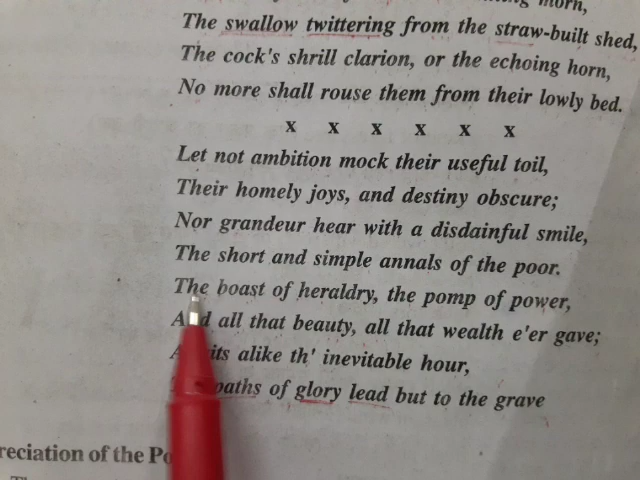 morn,
The swallow twittering from the straw-built shed,
The cock's shrill clarion, or the echoing horn,
No more shall rouse them from their lowly bed.
x x x x x x
Let not ambition mock their useful toil,
Their homely joys, and destiny obscure;
Nor grandeur hear with a disdainful smile,
The short and simple annals of the poor.
The boast of heraldry, the pomp of power,
And all that beauty, all that wealth e'er gave;
alike th' inevitable hour,
paths of glory lead but to the grave
reciation of the Po